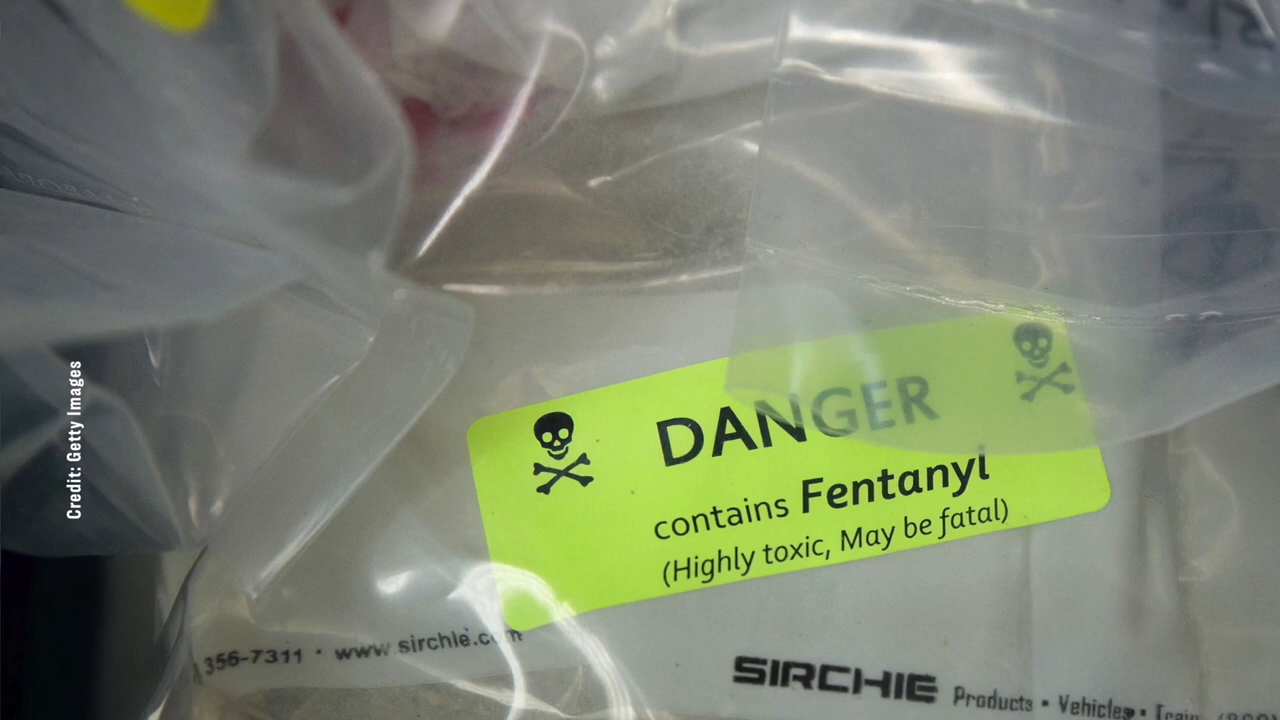 Credit: Getty Images
DANGER
contains Fentanyl
(Highly toxic, May be fatal)
356-7311 · www.sirchie.com
SIRCHIE Products · Vehicles ·